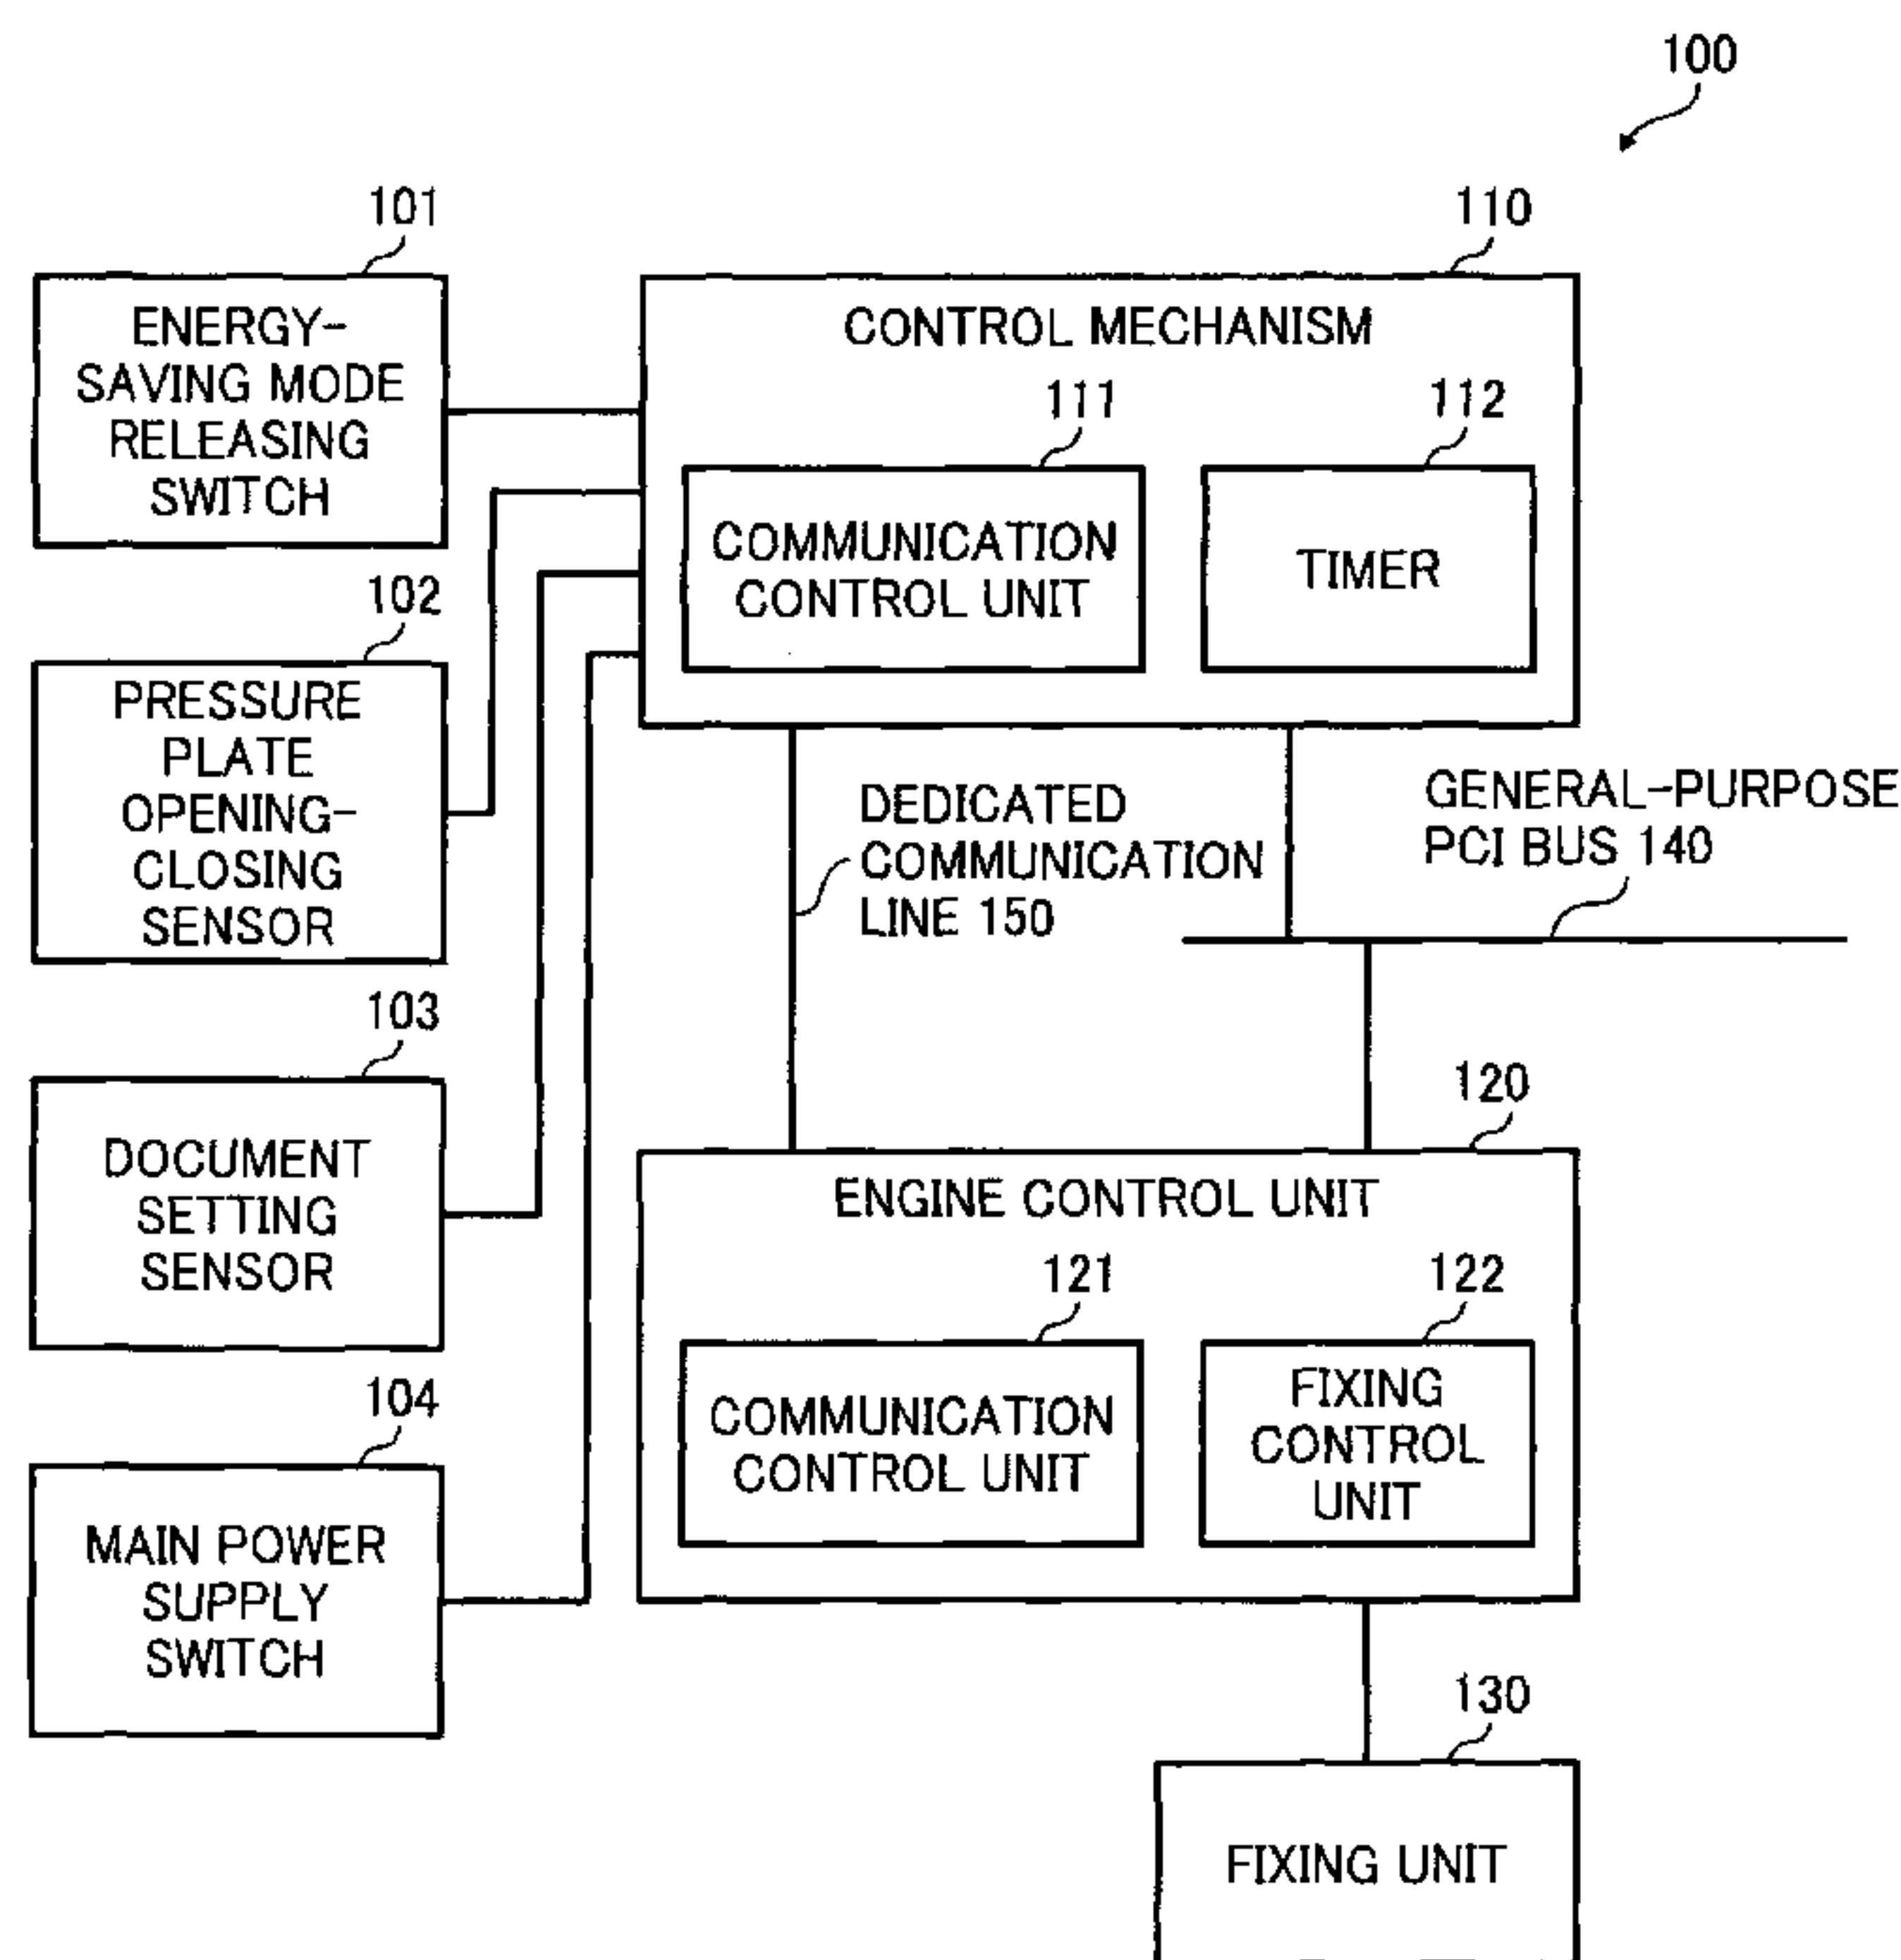 100
101
ENERGY-
SAVING MODE
RELEASING
SWITCH
102
PRESSURE
PLATE
OPENING-
CLOSING
SENSOR
103
DOCUMENT
SETTING
SENSOR
104
MAIN POWER
SUPPLY
SWITCH
110
CONTROL MECHANISM
111
COMMUNICATION
CONTROL UNIT
112
TIMER
DEDICATED
COMMUNICATION
LINE 150
GENERAL-PURPOSE
PCI BUS 140
120
ENGINE CONTROL UNIT
121
COMMUNICATION
CONTROL UNIT
122
FIXING
CONTROL
UNIT
130
FIXING UNIT